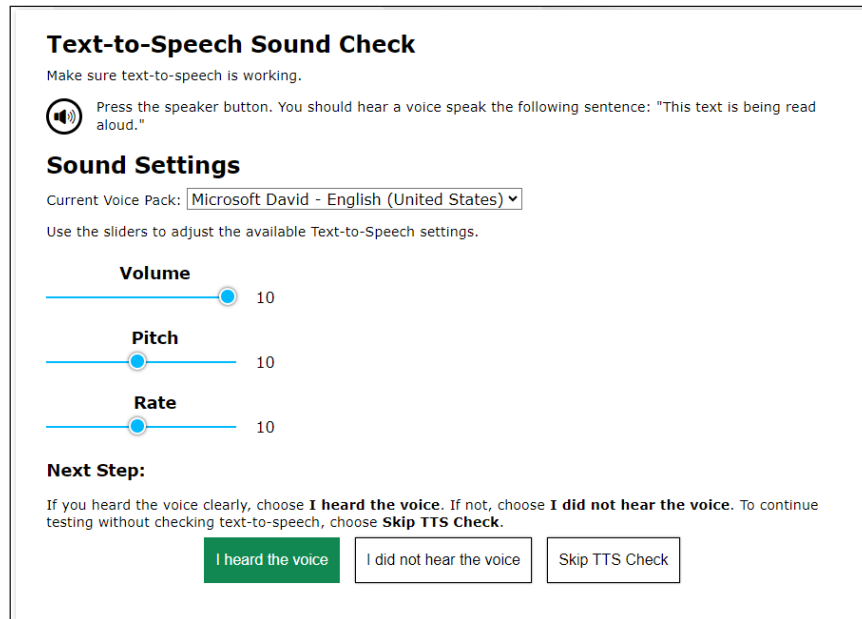 Text-to-Speech Sound Check
Make sure text-to-speech is working.
Press the speaker button. You should hear a voice speak the following sentence: "This text is being read
aloud."
Sound Settings
Current Voice Pack: Microsoft David - English (United States)
Use the sliders to adjust the available Text-to-Speech settings.
Volume
10
Pitch
10
Rate
10
Next Step:
If you heard the voice clearly, choose I heard the voice. If not, choose I did not hear the voice. To continue
testing without checking text-to-speech, choose Skip TTS Check.
I heard the voice I did not hear the voice Skip TTS Check